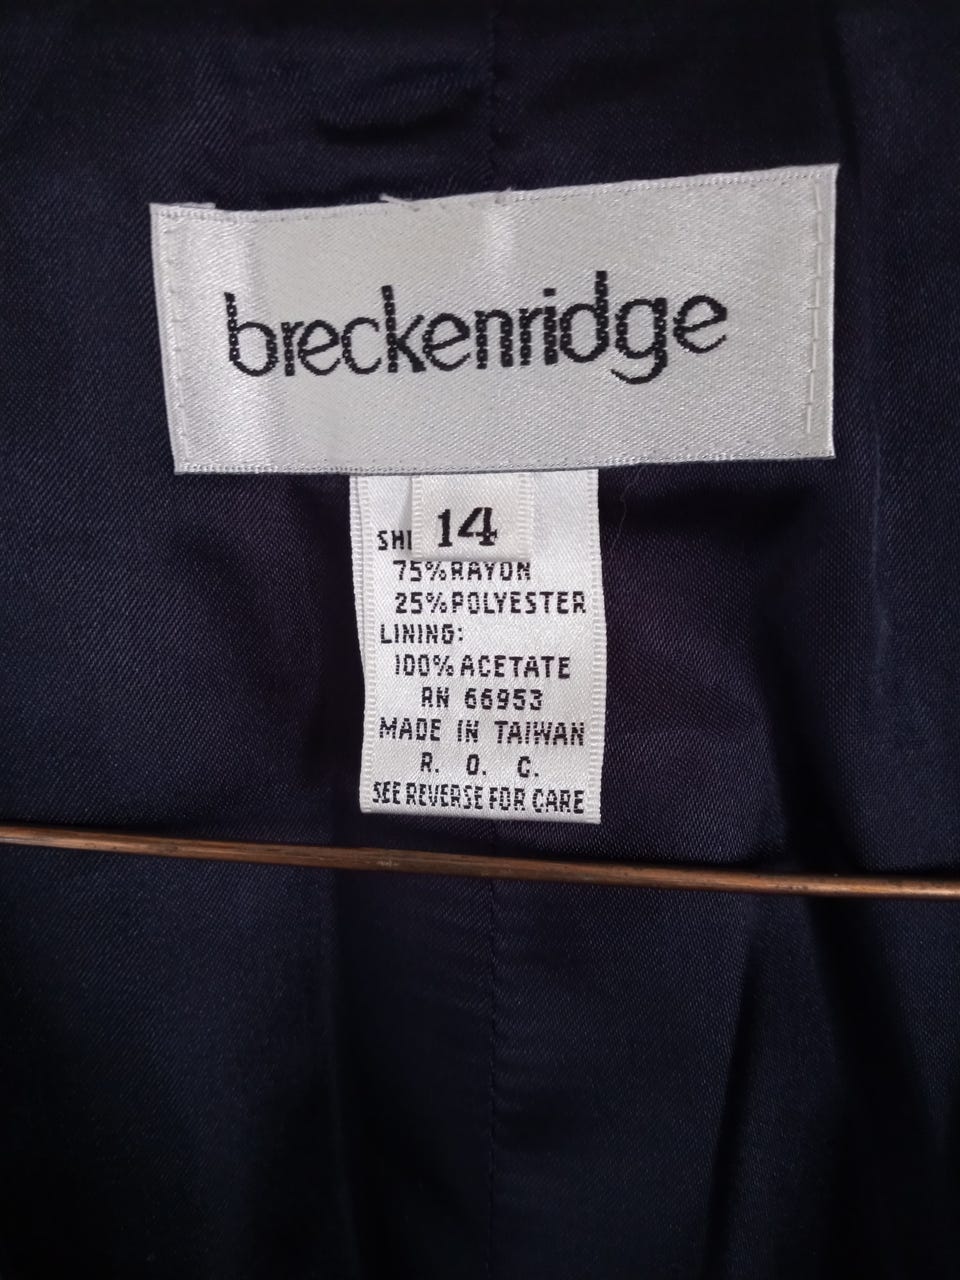 breckenridge
14
75% RAYON
25% POLYESTER
LINING:
100% ACETATE
RN 66953
MADE IN TAIWAN
R. O. C.
SEE REVERSE FOR CARE